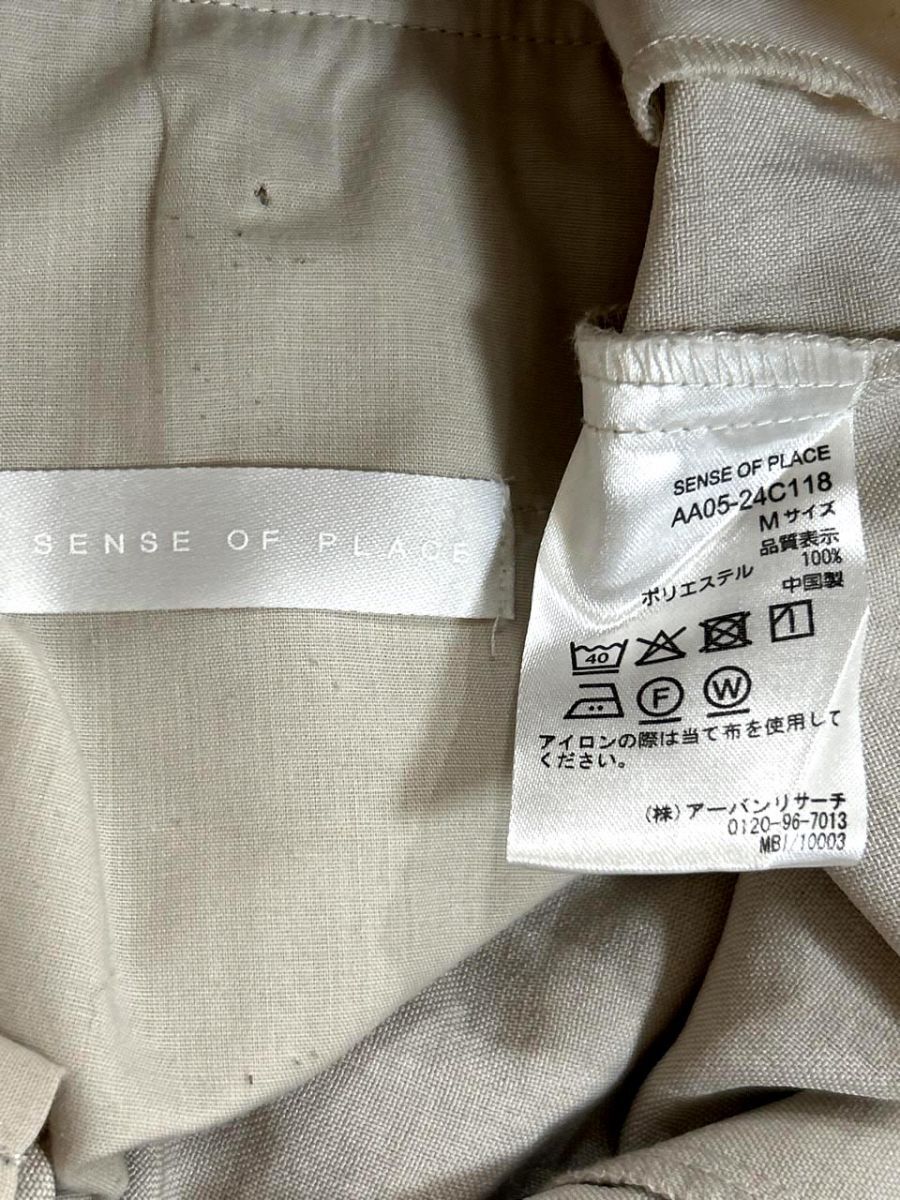 SENSE OF PLACE
SENSE OF PLACE
AA05-24C118
Mサイズ
品質表示
100%
ポリエステル
中国製
40
F W
アイロンの際は当て布を使用して
ください。
(株) アーバンリサーチ
0120-96-7013
MBI/10003